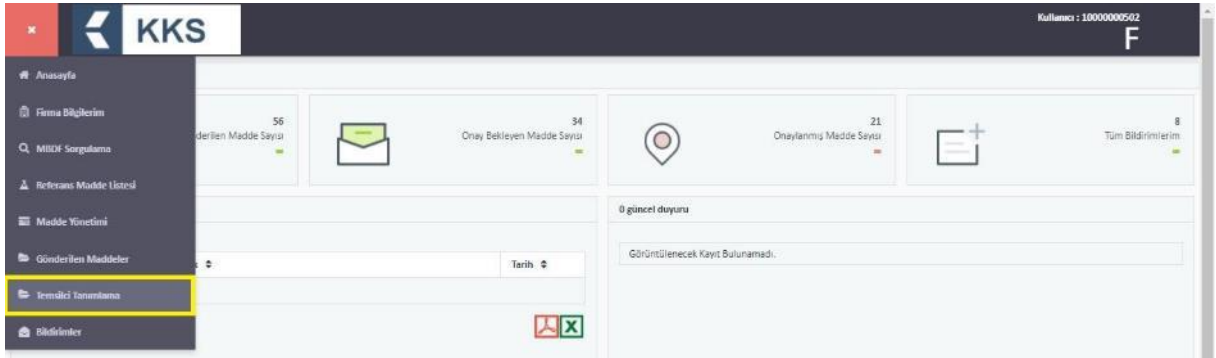 KKS
Kullanıcı : 10000000502
F
Anasayfa
Firma Bilgilerim
MBDF Sorgulama
Referans Madde Listesi
Madde Yönetimi
Gönderilen Maddeler
Temsilci Tanımlama
Bildirimler
56
derilen Madde Sayısı
34
Onay Bekleyen Madde Sayısı
21
Onaylanmış Madde Sayısı
8
Tüm Bildirimlerim
0 güncel duyuru
Tarih
Görüntülenecek Kayıt Bulunamadı.